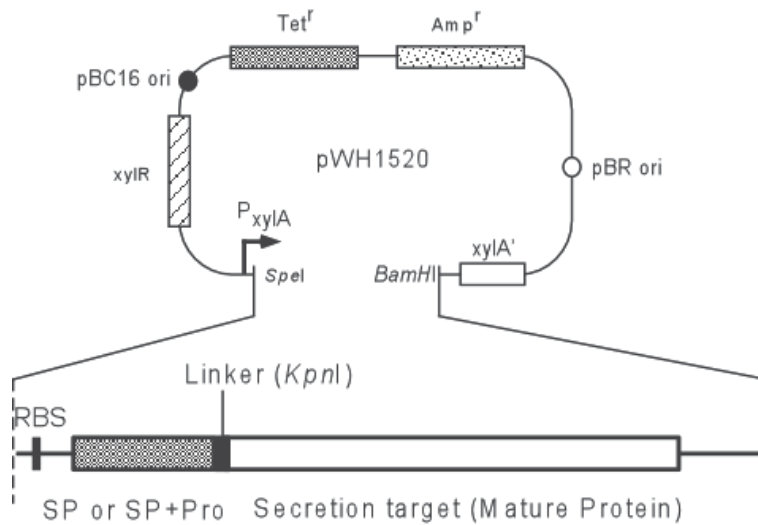 Tet^r
Amp^r
pBC16 ori
pWH1520
xylR
pBR ori
P_xylA
xylA'
SpeI
BamHI
Linker (KpnI)
RBS
SP or SP+Pro
Secretion target (Mature Protein)